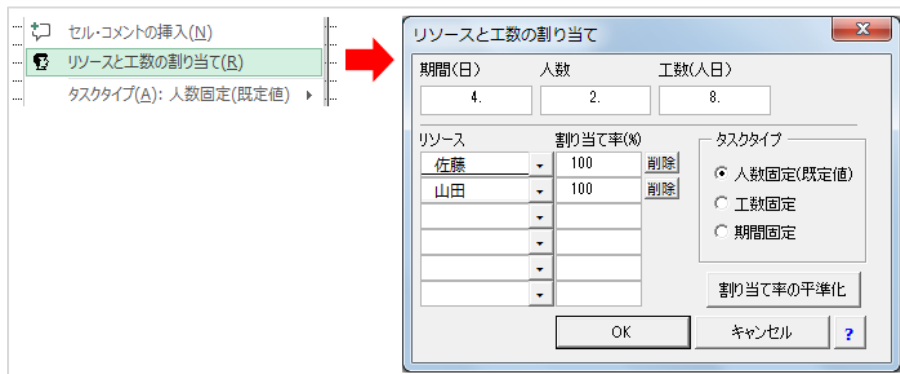 セル・コメントの挿入(N)
リソースと工数の割り当て(R)
タスクタイプ(A): 人数固定(既定値)
リソースと工数の割り当て
期間(日) 人数 工数(人日)
4. 2. 8.
リソース 割り当て率(%)
佐藤 100 削除
山田 100 削除
タスクタイプ
人数固定(既定値)
工数固定
期間固定
割り当て率の平準化
OK キャンセル ?